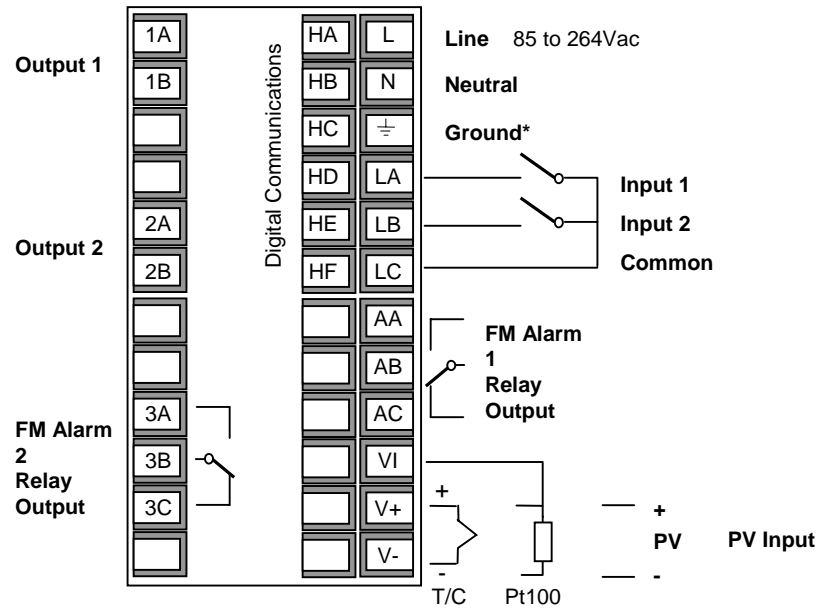 1A HA L Line 85 to 264Vac
Output 1
1B HB N Neutral
HC Ground*
Digital Communications
HD LA Input 1
2A HE LB Input 2
Output 2
2B HF LC Common
AA
FM Alarm
1
Relay
Output
AB
3A AC
FM Alarm
2
Relay
Output
3B VI
3C V+ + + PV PV Input
V- - -
T/C Pt100